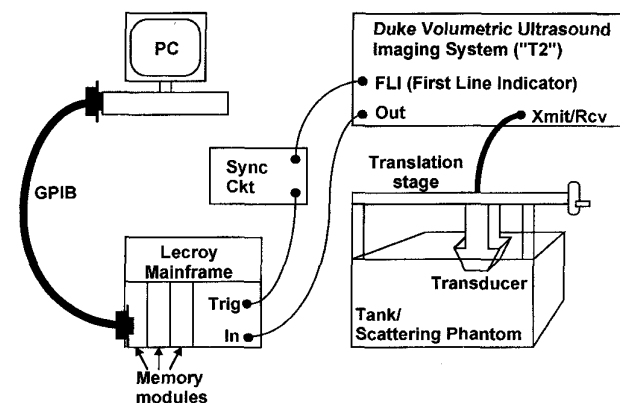 PC
Duke Volumetric Ultrasound
Imaging System ("T2")
FLI (First Line Indicator)
Out
Xmit/Rcv
Sync
Ckt
Translation
stage
GPIB
Lecroy
Mainframe
Trig
In
Transducer
Tank/
Scattering Phantom
Memory
modules